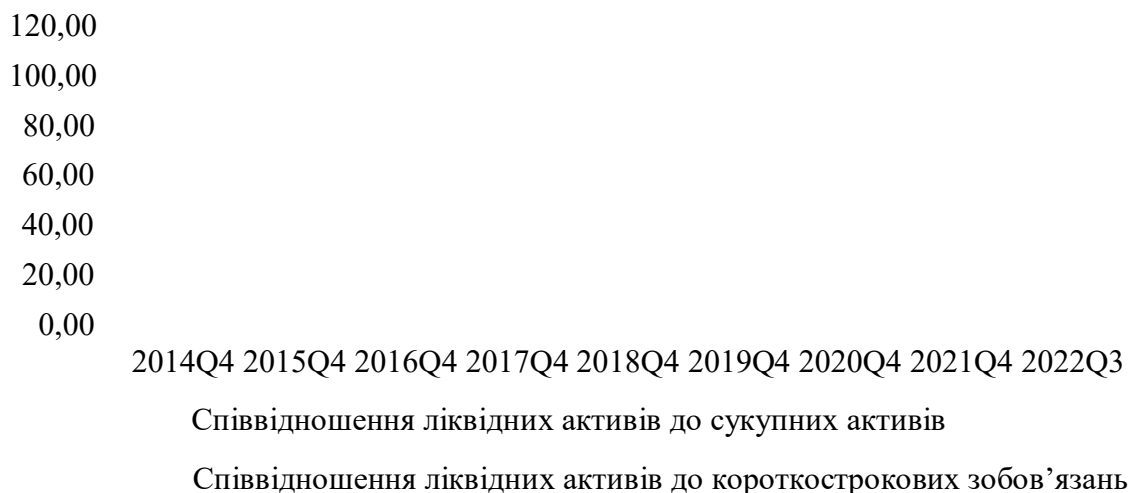 120,00
100,00
80,00
60,00
40,00
20,00
0,00
2014Q4 2015Q4 2016Q4 2017Q4 2018Q4 2019Q4 2020Q4 2021Q4 2022Q3
Співвідношення ліквідних активів до сукупних активів
Співвідношення ліквідних активів до короткострокових зобов’язань